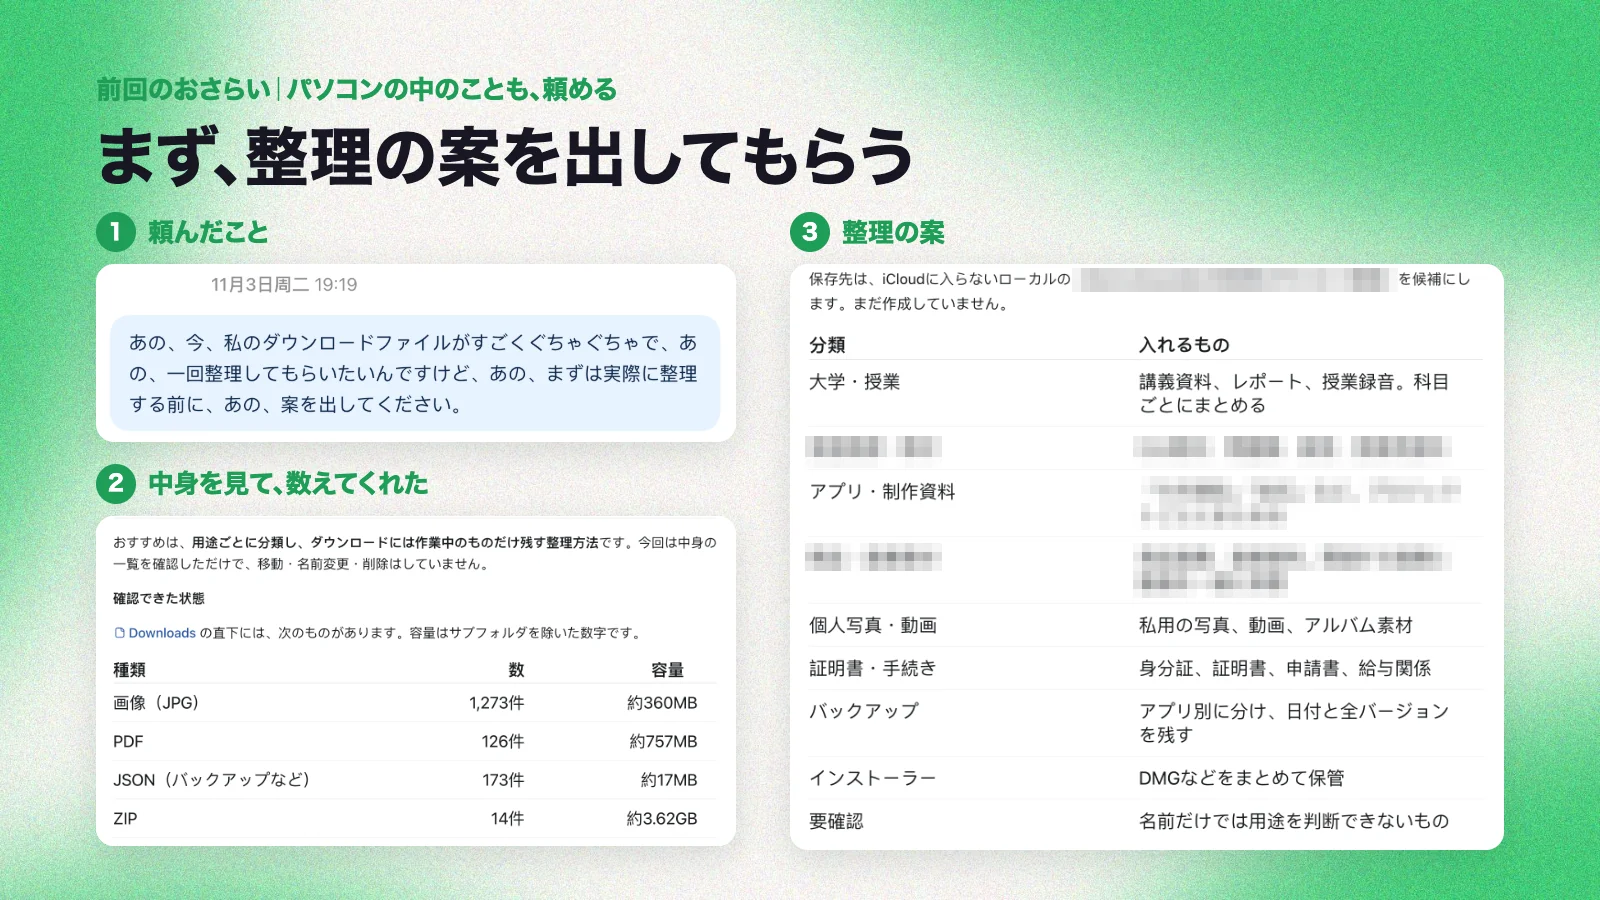 前回のおさらい｜パソコンの中のことも、頼める
まず、整理の案を出してもらう
1 頼んだこと
11月3日周二 19:19
あの、今、私のダウンロードファイルがすごくぐちゃぐちゃで、あ
の、一回整理してもらいたいんですけど、あの、まずは実際に整理
する前に、あの、案を出してください。
2 中身を見て、数えてくれた
おすすめは、用途ごとに分類し、ダウンロードには作業中のものだけ残す整理方法です。今回は中身の
一覧を確認しただけで、移動・名前変更・削除はしていません。
確認できた状態
Downloads の直下には、次のものがあります。容量はサブフォルダを除いた数字です。
種類 数 容量
画像（JPG） 1,273件 約360MB
PDF 126件 約757MB
JSON（バックアップなど） 173件 約17MB
ZIP 14件 約3.62GB
3 整理の案
保存先は、iCloudに入らないローカルの を候補にし
ます。まだ作成していません。
分類 入れるもの
大学・授業 講義資料、レポート、授業録音。科目
ごとにまとめる
アプリ・制作資料
個人写真・動画 私用の写真、動画、アルバム素材
証明書・手続き 身分証、証明書、申請書、給与関係
バックアップ アプリ別に分け、日付と全バージョン
を残す
インストーラー DMGなどをまとめて保管
要確認 名前だけでは用途を判断できないもの